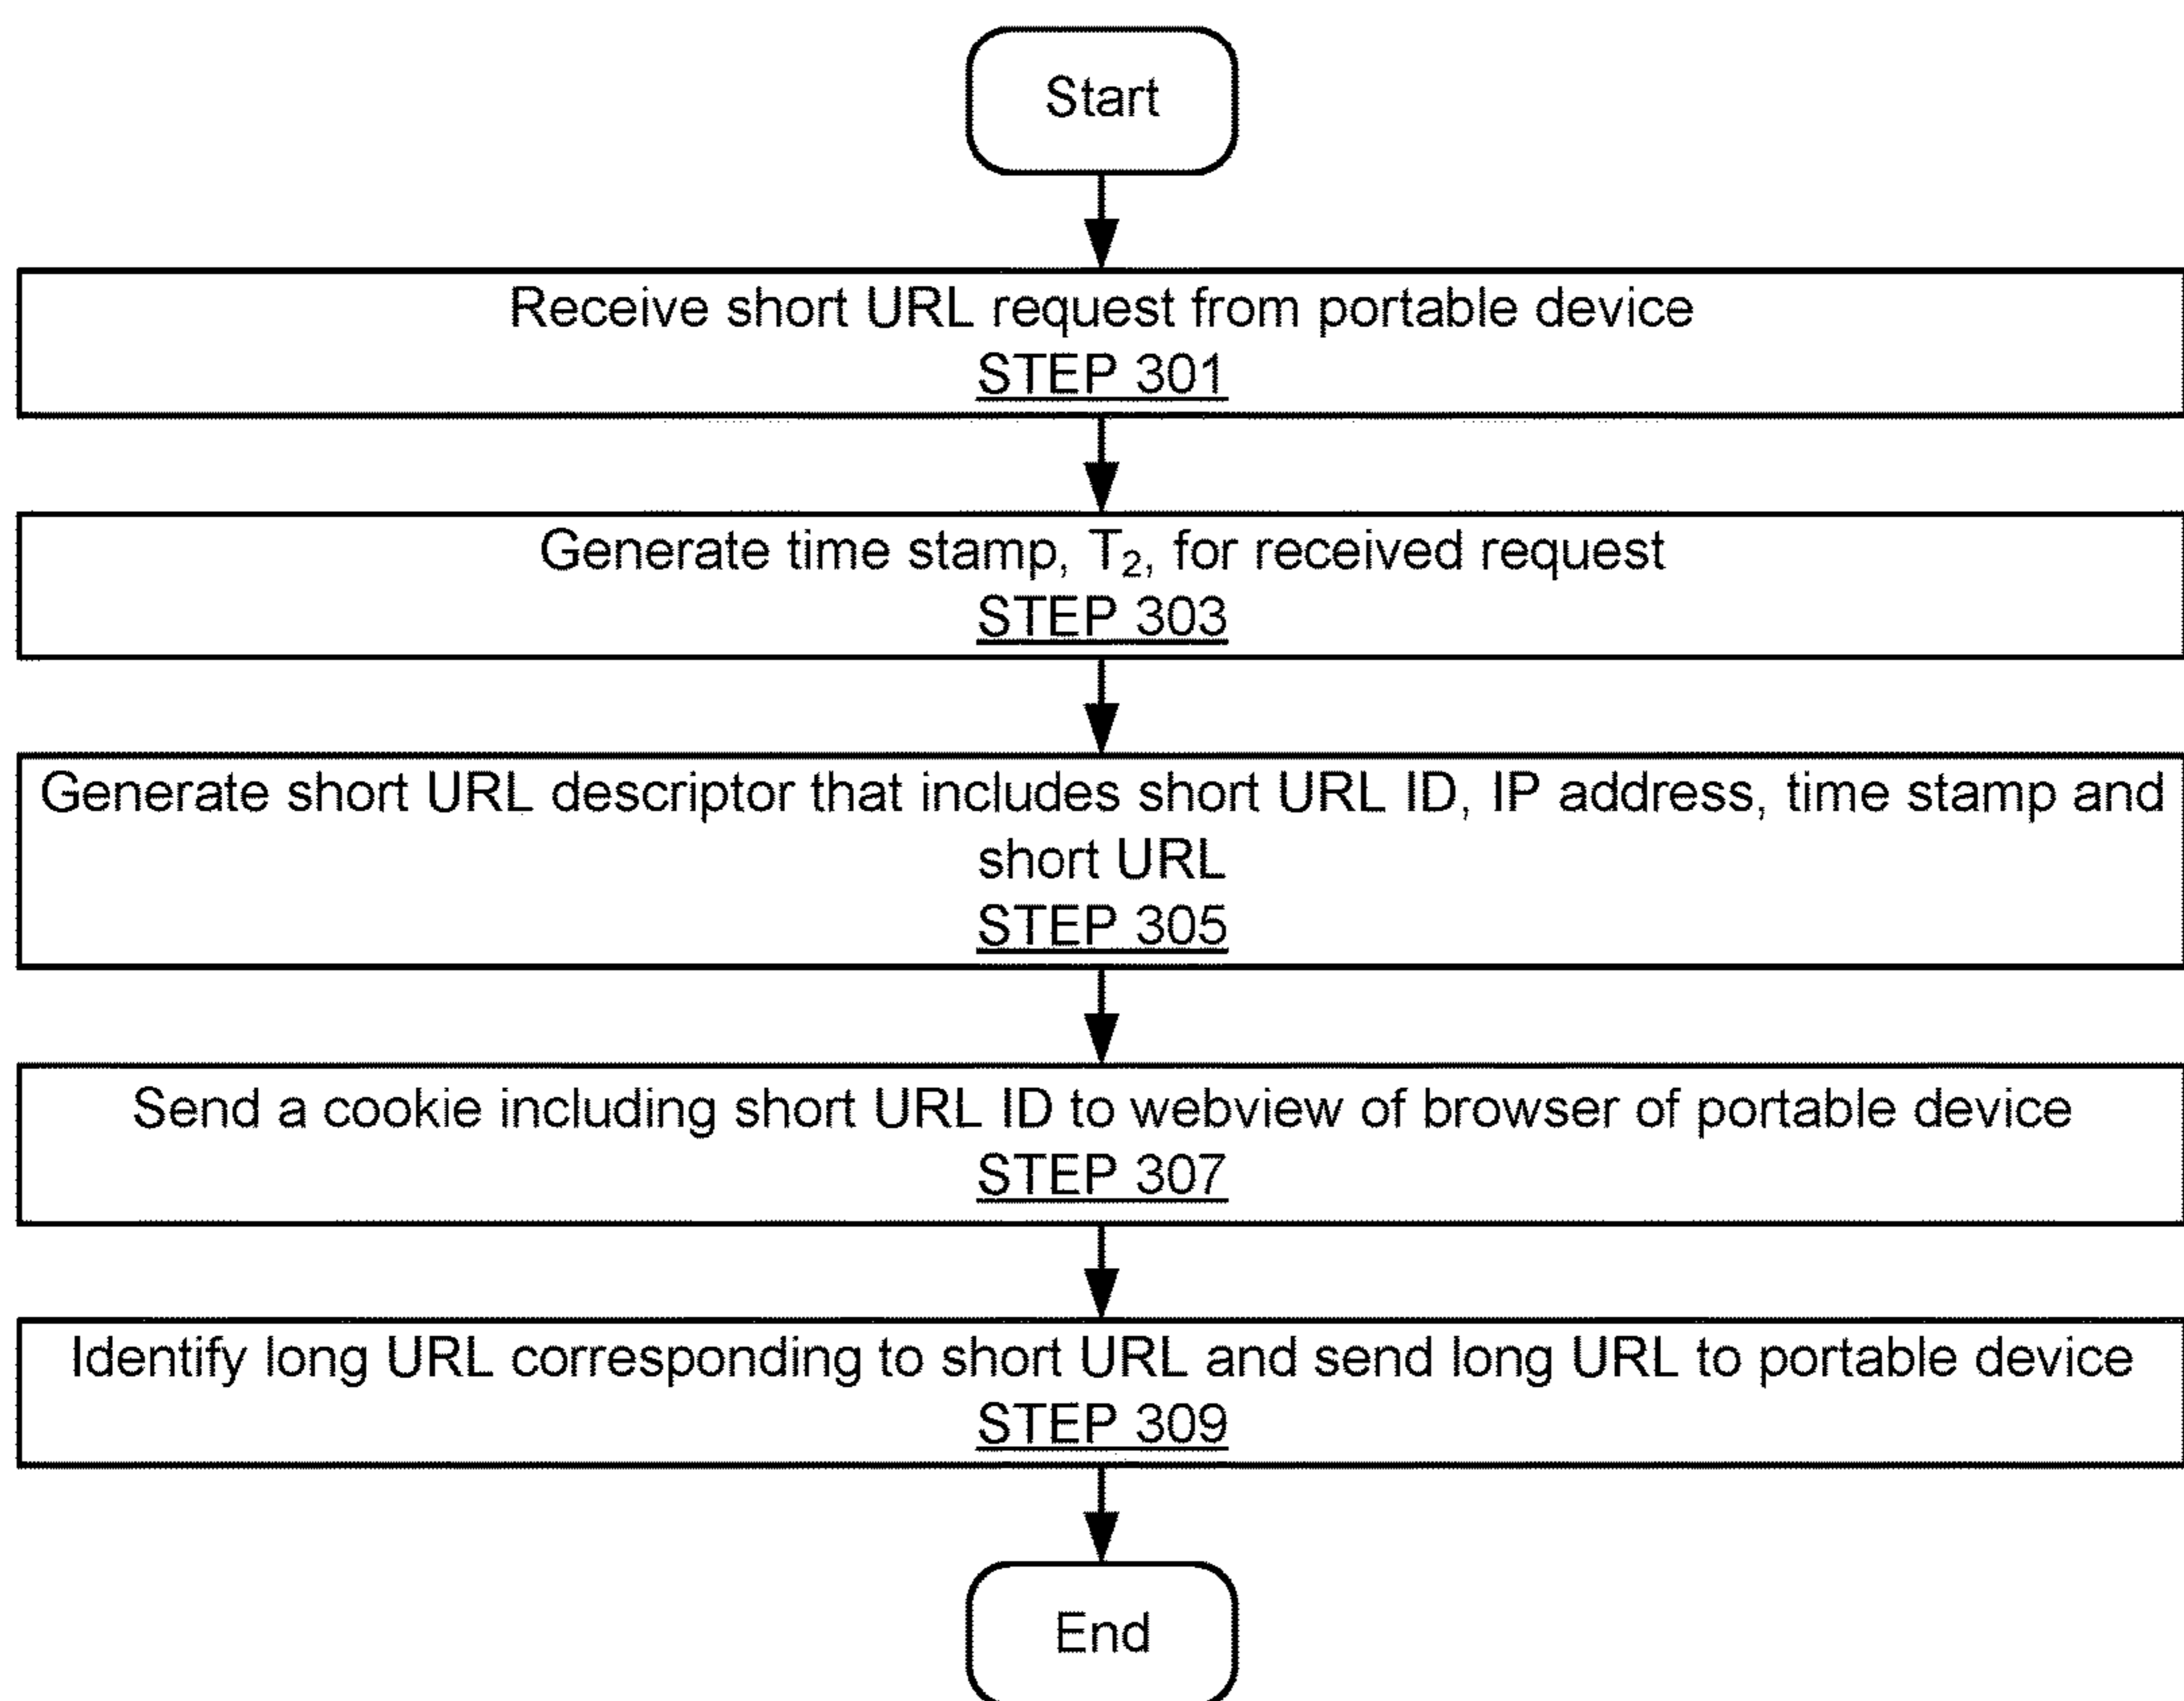 Start
Receive short URL request from portable device
STEP 301
Generate time stamp, T₂, for received request
STEP 303
Generate short URL descriptor that includes short URL ID, IP address, time stamp and
short URL
STEP 305
Send a cookie including short URL ID to webview of browser of portable device
STEP 307
Identify long URL corresponding to short URL and send long URL to portable device
STEP 309
End